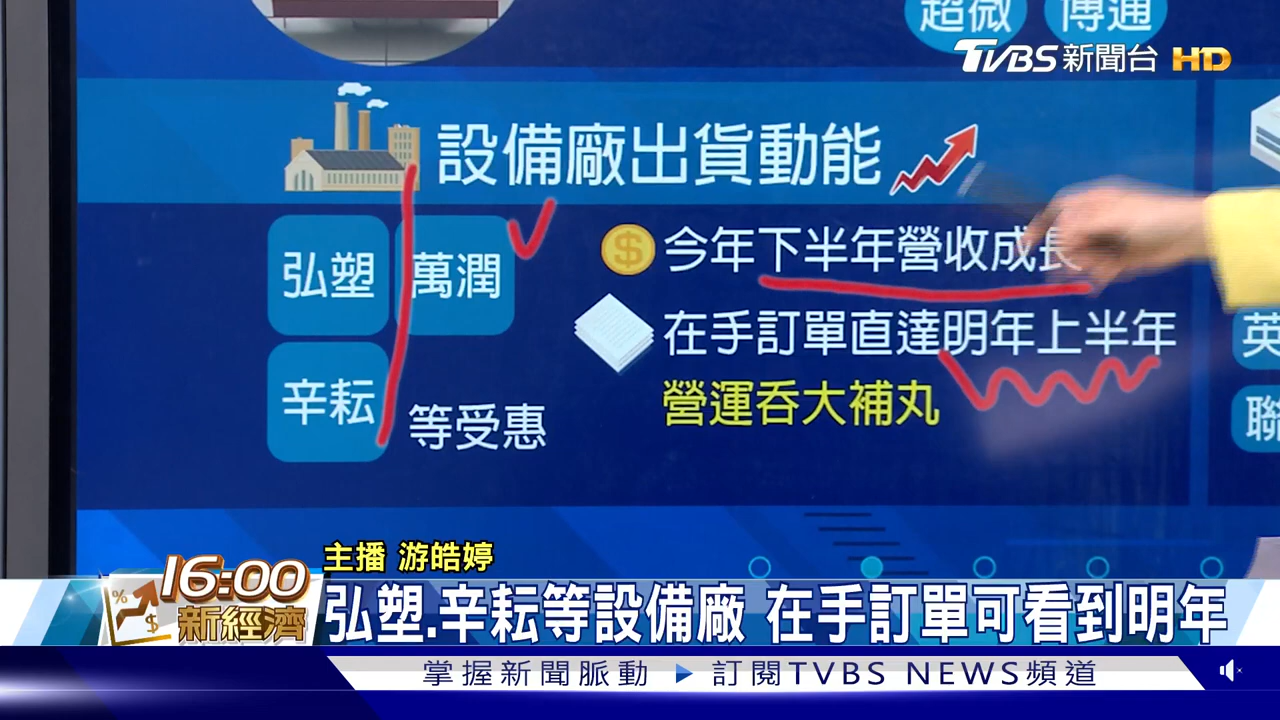 超微 博通
TVBS新聞台 HD
設備廠出貨動能
弘塑 萬潤
今年下半年營收成長
在手訂單直達明年上半年
辛耘 等受惠
營運吞大補丸
英
聯
主播 游皓婷
16:00
新經濟
弘塑.辛耘等設備廠 在手訂單可看到明年
掌握新聞脈動 訂閱TVBS NEWS頻道